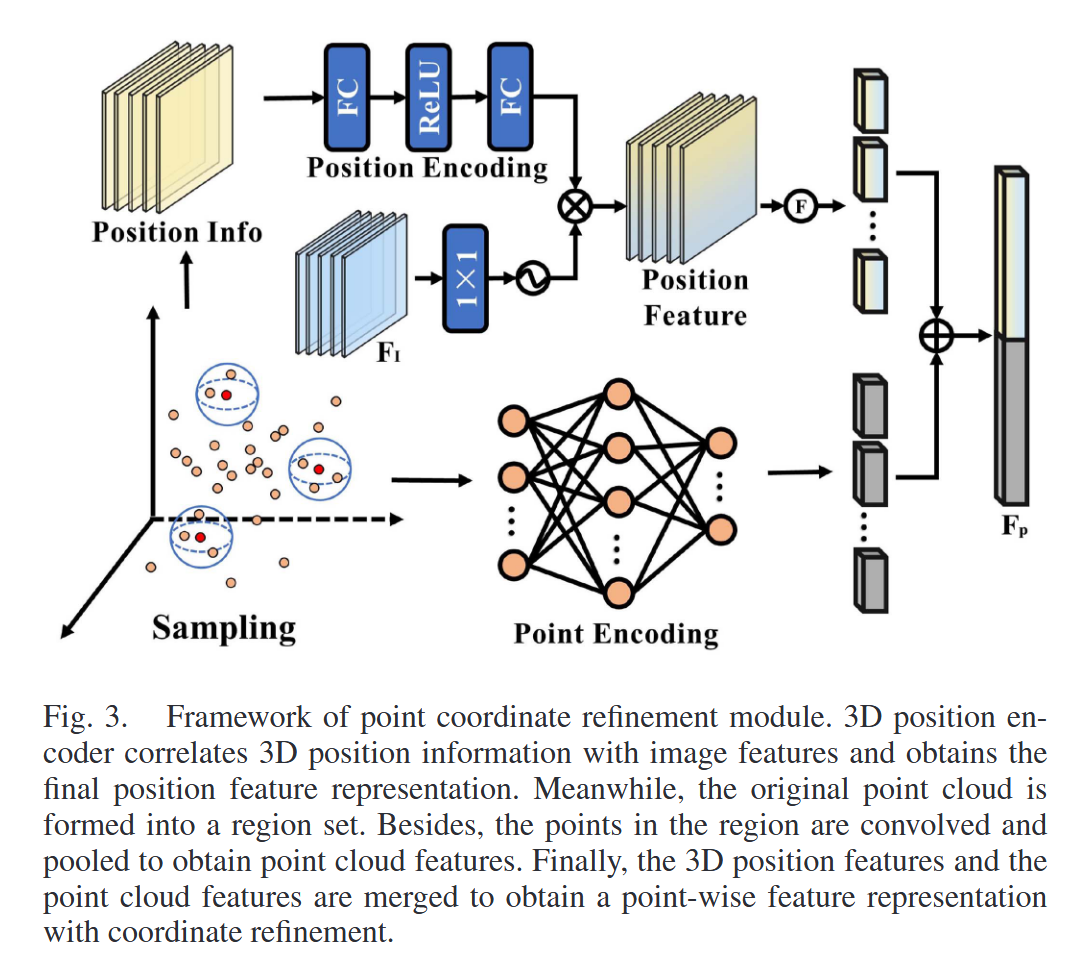 FC
ReLU
FC
Position Encoding
Position Info
1×1
F_I
Position
Feature
F
Sampling
Point Encoding
F_p
Fig. 3. Framework of point coordinate refinement module. 3D position en-
coder correlates 3D position information with image features and obtains the
final position feature representation. Meanwhile, the original point cloud is
formed into a region set. Besides, the points in the region are convolved and
pooled to obtain point cloud features. Finally, the 3D position features and the
point cloud features are merged to obtain a point-wise feature representation
with coordinate refinement.